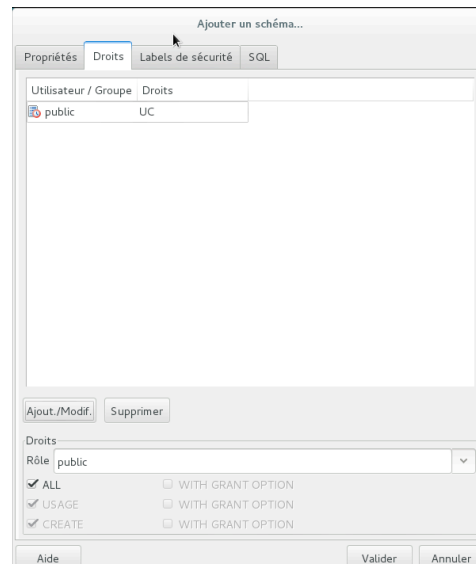 Ajouter un schéma...
Propriétés Droits Labels de sécurité SQL
Utilisateur / Groupe Droits
public UC
Ajout./Modif. Supprimer
Droits
Rôle public
ALL WITH GRANT OPTION
USAGE WITH GRANT OPTION
CREATE WITH GRANT OPTION
Aide Valider Annuler